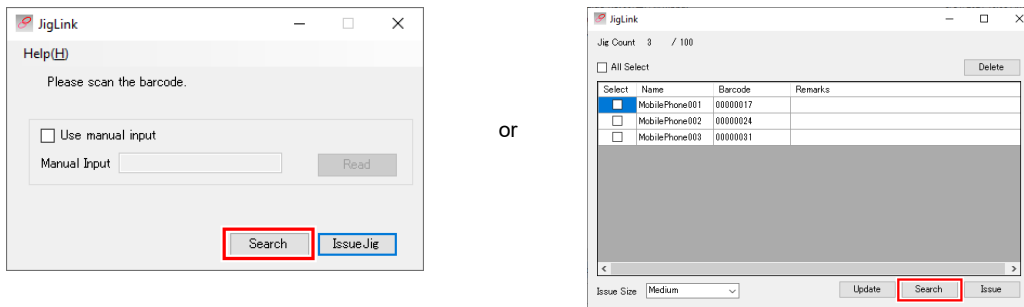 JigLink
Help(H)
Please scan the barcode.
Use manual input
Manual Input
Read
Search
IssueJig
or
JigLink
Jig Count 3 / 100
All Select
Delete
Select Name Barcode Remarks
MobilePhone001 00000017
MobilePhone002 00000024
MobilePhone003 00000031
Issue Size Medium Update Search Issue